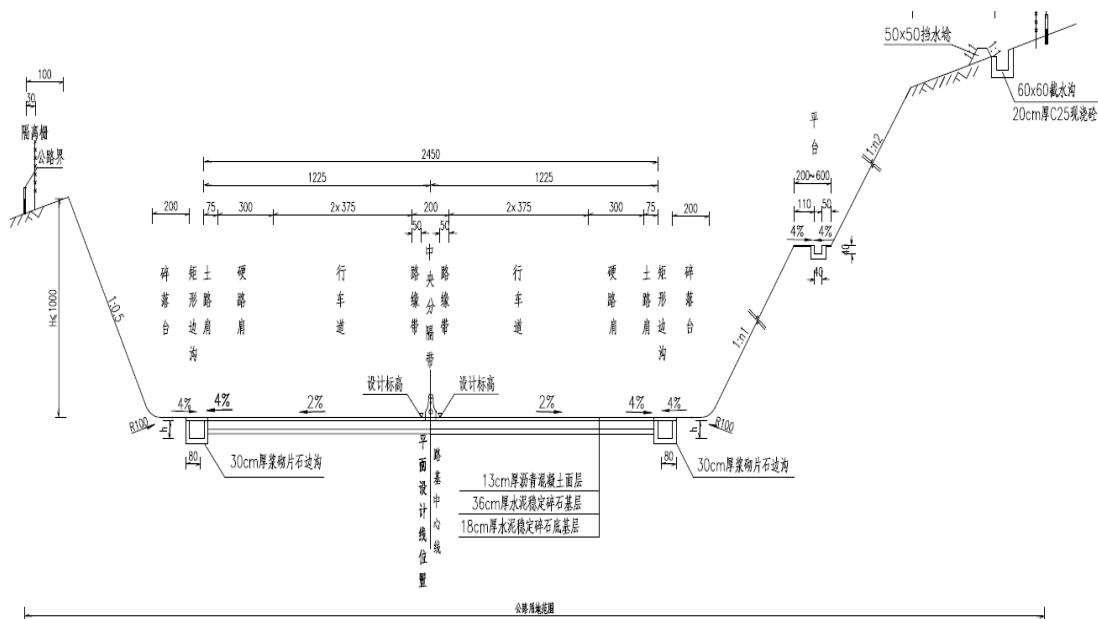 50x50挡水埝
60x60截水沟
20cm厚C25现浇砼
100
30
隔离栅
公路界
平台
200~600
110
50
4%
4%
40
40
1:n2
1:n1
2450
1225
1225
200
75
300
2x375
200
2x375
300
75
200
50
50
碎落台
矩形边沟
土路肩
硬路肩
行车道
路缘带
中央分隔带
路缘带
行车道
硬路肩
土路肩
矩形边沟
碎落台
H≤1000
1:0.5
设计标高
设计标高
4%
4%
2%
2%
4%
4%
R100
R100
h
h
80
80
30cm厚浆砌片石边沟
30cm厚浆砌片石边沟
平面设计线位置
路基中心线
13cm厚沥青混凝土面层
36cm厚水泥稳定碎石基层
18cm厚水泥稳定碎石底基层
公路用地范围